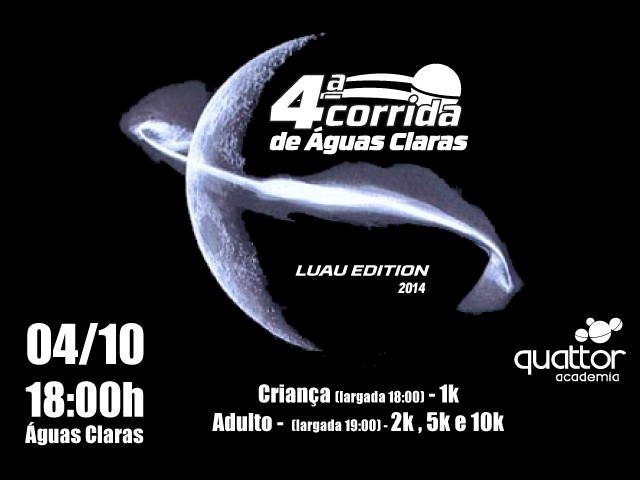 4ª corrida
de Águas Claras
LUAU EDITION
2014
04/10
18:00h
Águas Claras
Criança (largada 18:00) - 1k
Adulto - (largada 19:00) - 2k , 5k e 10k
quattor
academia